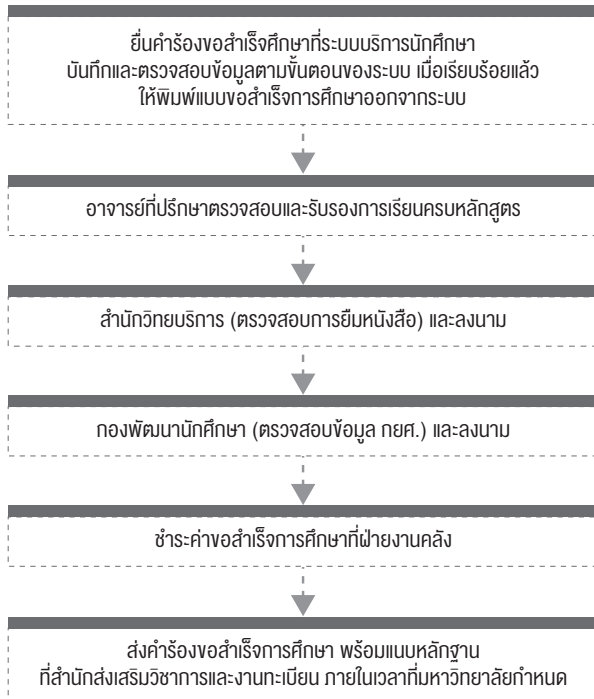 ยื่นคำร้องขอสำเร็จศึกษาที่ระบบบริการนักศึกษา
บันทึกและตรวจสอบข้อมูลตามขั้นตอนของระบบ เมื่อเรียบร้อยแล้ว
ให้พิมพ์แบบขอสำเร็จการศึกษาออกจากระบบ
อาจารย์ที่ปรึกษาตรวจสอบและรับรองการเรียนครบหลักสูตร
สำนักวิทยบริการ (ตรวจสอบการยืมหนังสือ) และลงนาม
กองพัฒนานักศึกษา (ตรวจสอบข้อมูล กยศ.) และลงนาม
ชำระค่าขอสำเร็จการศึกษาที่ฝ่ายงานคลัง
ส่งคำร้องขอสำเร็จการศึกษา พร้อมแนบหลักฐาน
ที่สำนักส่งเสริมวิชาการและงานทะเบียน ภายในเวลาที่มหาวิทยาลัยกำหนด